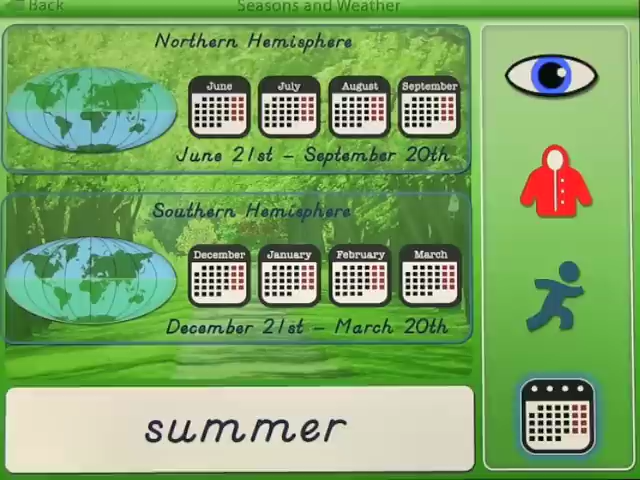 Back
Seasons and Weather
Northern Hemisphere
June July August September
June 21st – September 20th
Southern Hemisphere
December January February March
December 21st – March 20th
summer